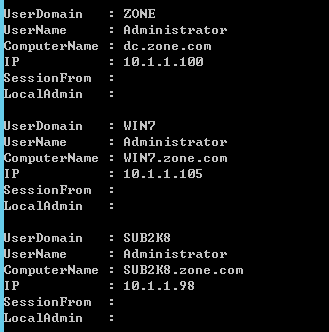 UserDomain   : ZONE
UserName     : Administrator
ComputerName : dc.zone.com
IP           : 10.1.1.100
SessionFrom  :
LocalAdmin   :
UserDomain   : WIN7
UserName     : Administrator
ComputerName : WIN7.zone.com
IP           : 10.1.1.105
SessionFrom  :
LocalAdmin   :
UserDomain   : SUB2K8
UserName     : Administrator
ComputerName : SUB2K8.zone.com
IP           : 10.1.1.98
SessionFrom  :
LocalAdmin   :